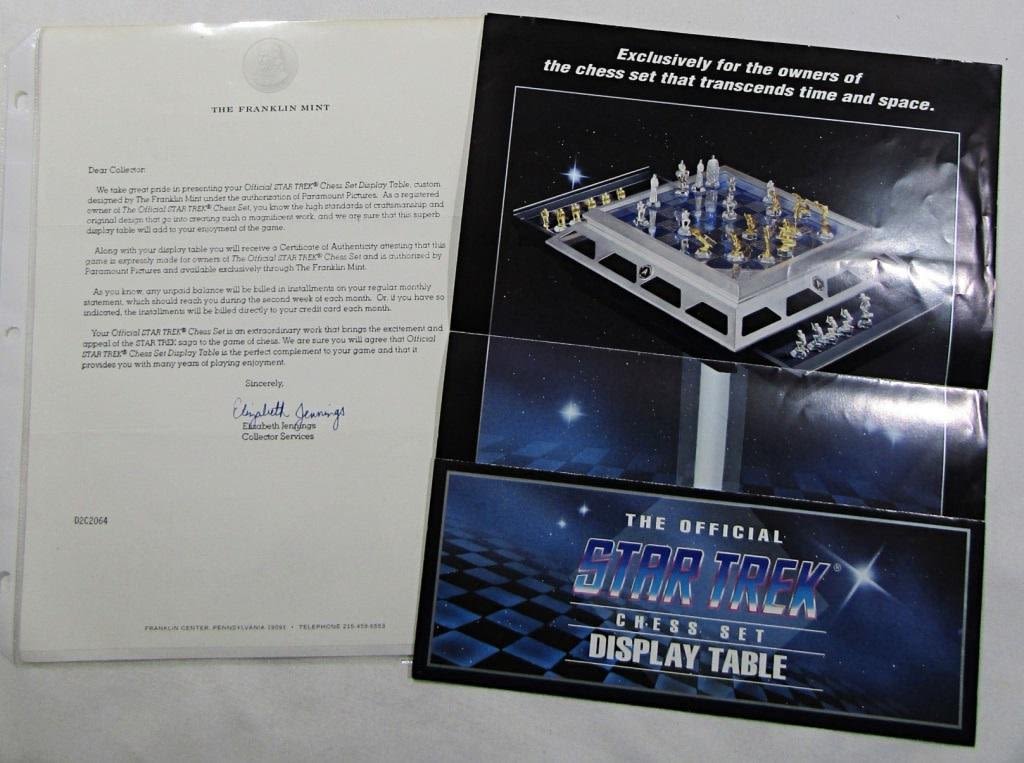 THE FRANKLIN MINT
Dear Collector:
We take great pride in presenting your Official STAR TREK® Chess Set Display Table, custom
designed by The Franklin Mint under the authorization of Paramount Pictures. As a registered
owner of The Official STAR TREK® Chess Set, you know the high standards of craftsmanship and
original design that go into creating such a magnificent work, and we are sure that this superb
display table will add to your enjoyment of the game.
Along with your display table you will receive a Certificate of Authenticity attesting that this
game is expressly made for owners of The Official STAR TREK® Chess Set and is authorized by
Paramount Pictures and available exclusively through The Franklin Mint.
As you know, any unpaid balance will be billed in installments on your regular monthly
statement, which should reach you during the second week of each month. Or, if you have so
indicated, the installments will be billed directly to your credit card each month.
Your Official STAR TREK® Chess Set is an extraordinary work that brings the excitement and
appeal of the STAR TREK saga to the game of chess. We are sure you will agree that Official
STAR TREK® Chess Set Display Table is the perfect complement to your game and that it
provides you with many years of playing enjoyment.
Sincerely,
Elizabeth Jennings
Elizabeth Jennings
Collector Services
D2C2064
FRANKLIN CENTER, PENNSYLVANIA 19091 • TELEPHONE 215-459-6553
Exclusively for the owners of
the chess set that transcends time and space.
THE OFFICIAL
STAR TREK®
CHESS SET
DISPLAY TABLE